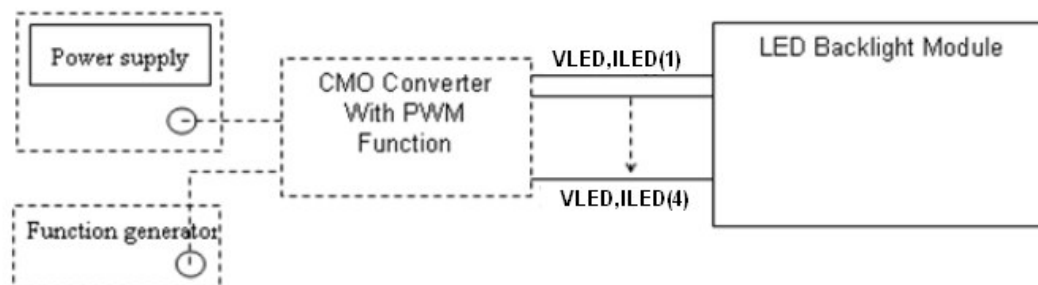 Power supply
CMO Converter
With PWM
Function
VLED,ILED(1)
LED Backlight Module
VLED,ILED(4)
Function generator